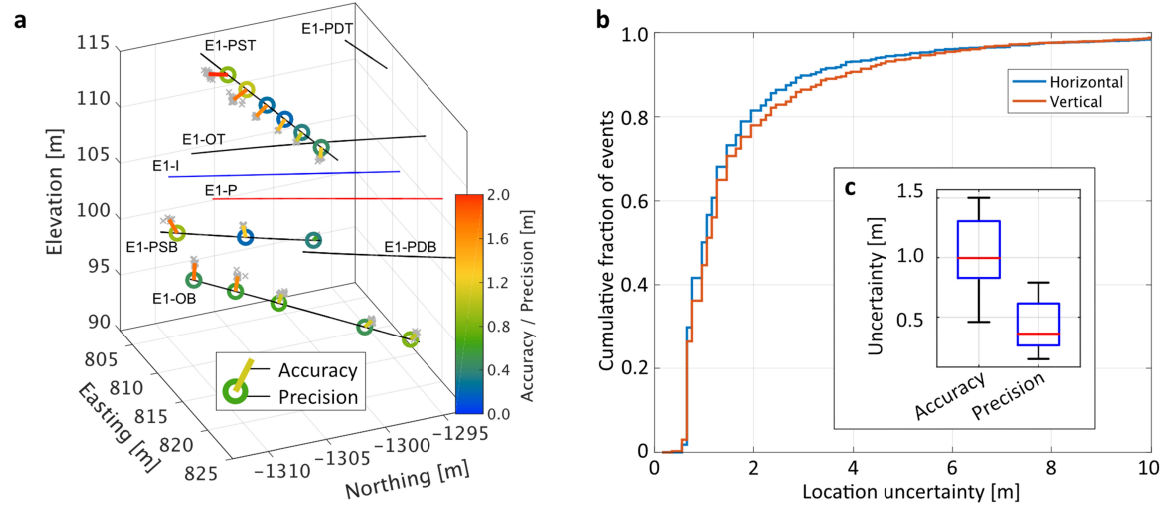 a
E1-PST
E1-PDT
E1-OT
E1-I
E1-P
E1-PSB
E1-PDB
E1-OB
115
110
105
100
95
90
Elevation [m]
805
810
815
820
825
Easting [m]
−1310
−1305
−1300
−1295
Northing [m]
Accuracy
Precision
2.0
1.6
1.2
0.8
0.4
0.0
Accuracy / Precision [m]
b
1.0
0.8
0.6
0.4
0.2
0
Cumulative fraction of events
0
2
4
6
8
10
Location uncertainty [m]
Horizontal
Vertical
c
1.5
1.0
0.5
Uncertainty [m]
Accuracy
Precision